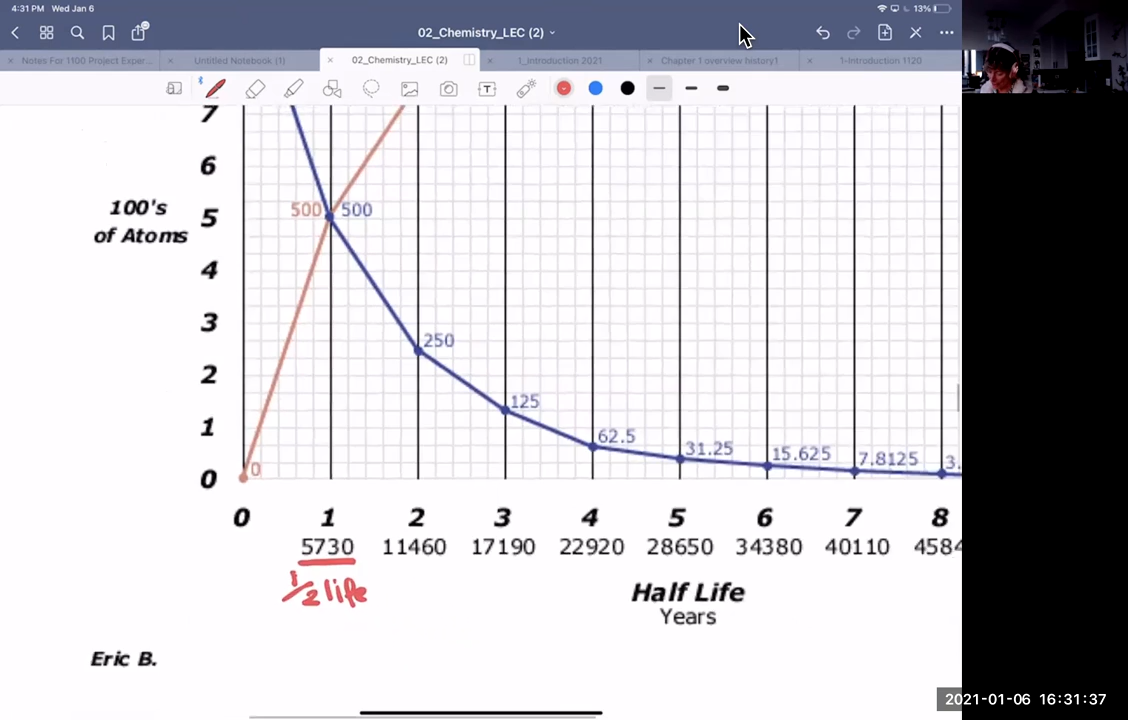 4:31 PM Wed Jan 6
13%
02_Chemistry_LEC (2)
Notes For 1100 Project Exper...
Untitled Notebook (1)
02_Chemistry_LEC (2)
1_Introduction 2021
Chapter 1 overview history1
1-Introduction 1120
7
6
100's
of Atoms
5
500
500
4
3
250
2
125
1
62.5
31.25
15.625
7.8125
3.
0
0
0 1 2 3 4 5 6 7 8
5730 11460 17190 22920 28650 34380 40110 4584
1/2 life
Half Life
Years
Eric B.
2021-01-06 16:31:37